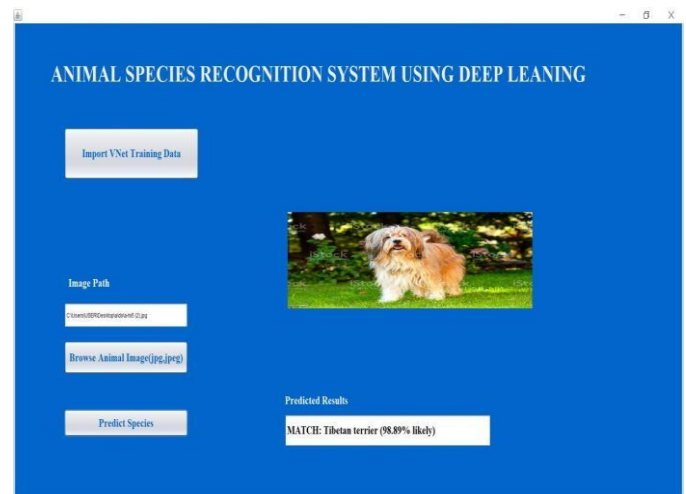 ANIMAL SPECIES RECOGNITION SYSTEM USING DEEP LEANING
Import VNet Training Data
iStock
Image Path
Browse Animal Image(jpg,jpeg)
Predicted Results
Predict Species
MATCH: Tibetan terrier (98.89% likely)